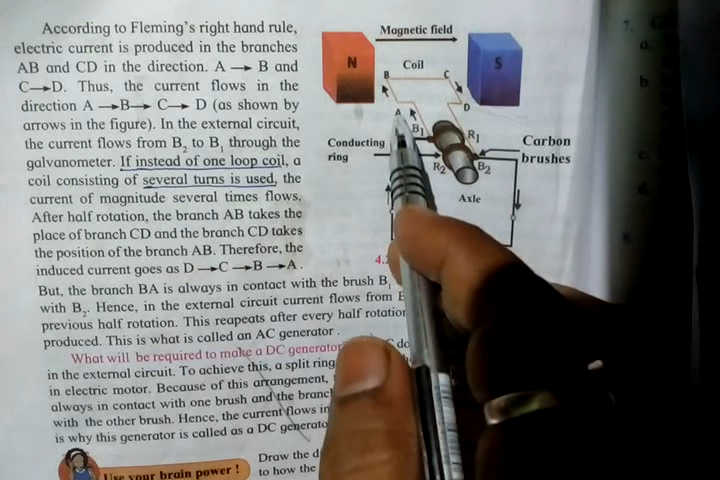 According to Fleming's right hand rule,
electric current is produced in the branches
AB and CD in the direction. A → B and
C→D. Thus, the current flows in the
direction A →B→ C→ D (as shown by
arrows in the figure). In the external circuit,
the current flows from B2 to B1 through the
galvanometer. If instead of one loop coil, a
coil consisting of several turns is used, the
current of magnitude several times flows.
After half rotation, the branch AB takes the
place of branch CD and the branch CD takes
the position of the branch AB. Therefore, the
induced current goes as D →C →B →A.
But, the branch BA is always in contact with the brush B1
with B2. Hence, in the external circuit current flows from
previous half rotation. This reapeats after every half rotation
produced. This is what is called an AC generator .
What will be required to make a DC generator
in the external circuit. To achieve this, a split ring
in electric motor. Because of this arrangement,
always in contact with one brush and the branch
with the other brush. Hence, the current flows in
is why this generator is called as a DC generator
Use your brain power !
Draw the
to how the
Magnetic field
N
S
Coil
B
C
A
D
B1
R1
Conducting
ring
Carbon
brushes
R2
B2
Axle
4.
7.
a.
b.
c.
d.
8.